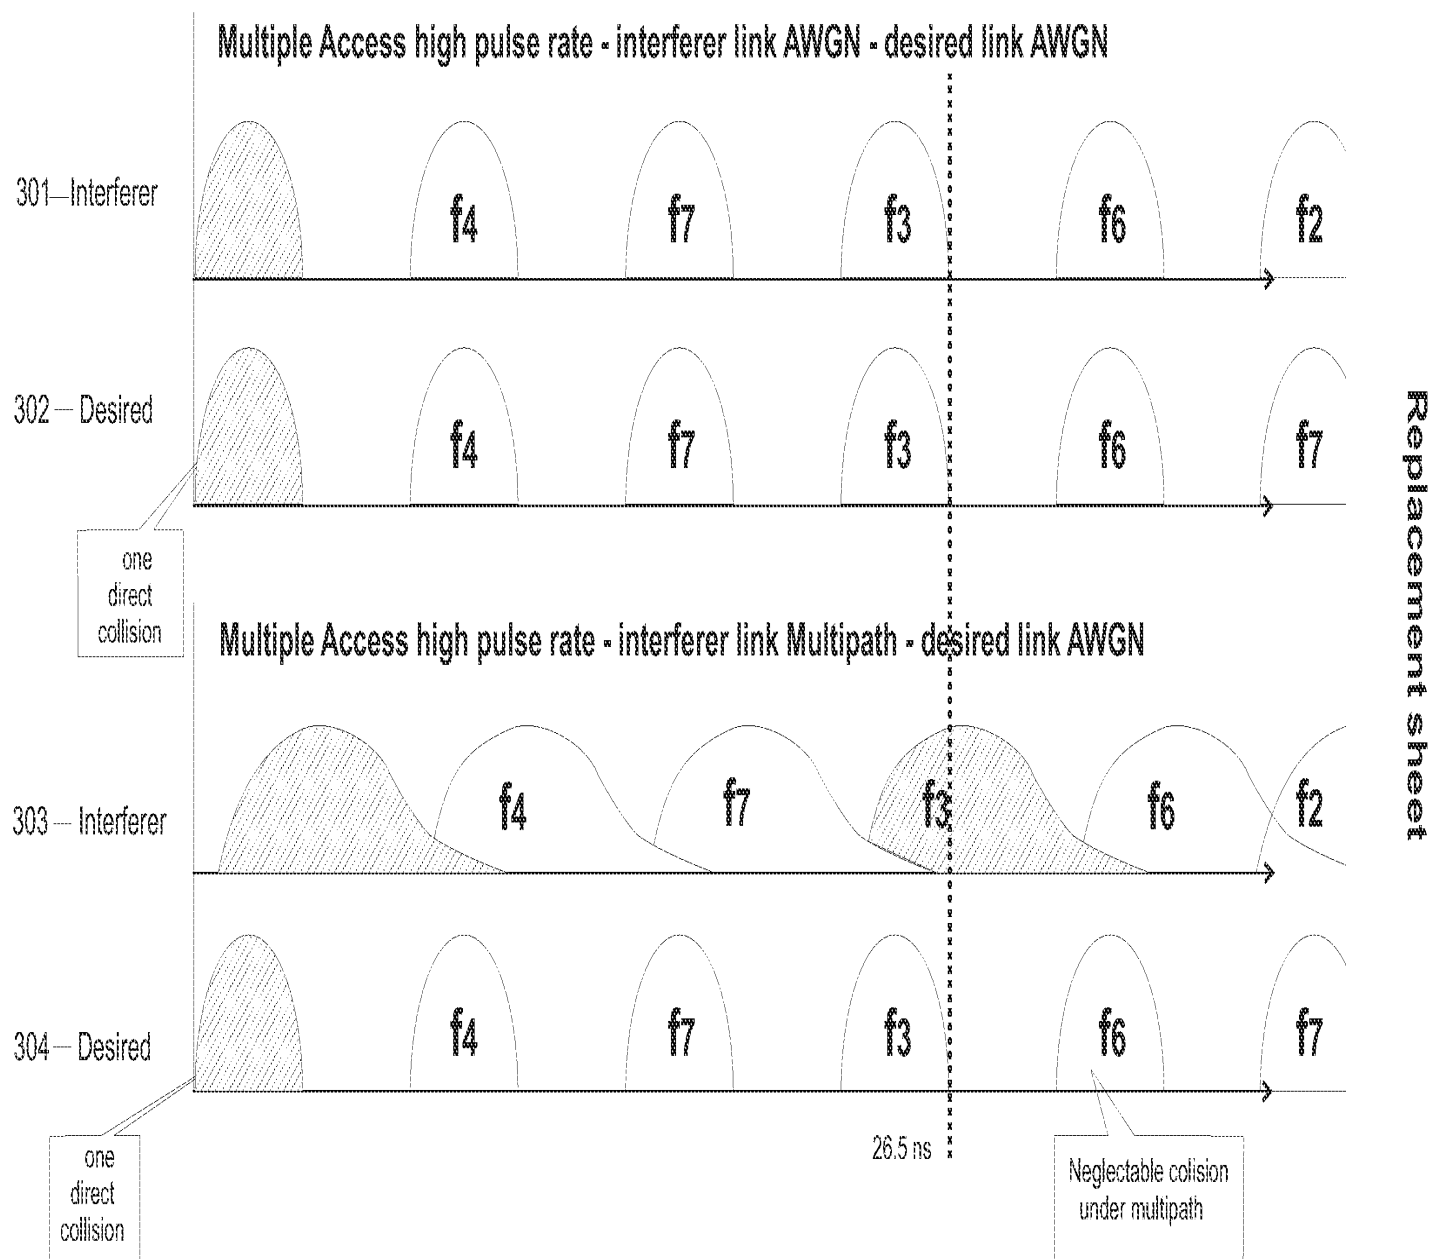 Multiple Access high pulse rate - interferer link AWGN - desired link AWGN
301—Interferer
f4
f7
f3
f6
f2
302 — Desired
f4
f7
f3
f6
f7
one
direct
collision
Multiple Access high pulse rate - interferer link Multipath - desired link AWGN
303 — Interferer
f4
f7
f3
f6
f2
304 — Desired
f4
f7
f3
f6
f7
one
direct
collision
26.5 ns
Neglectable colision
under multipath
Replacement sheet